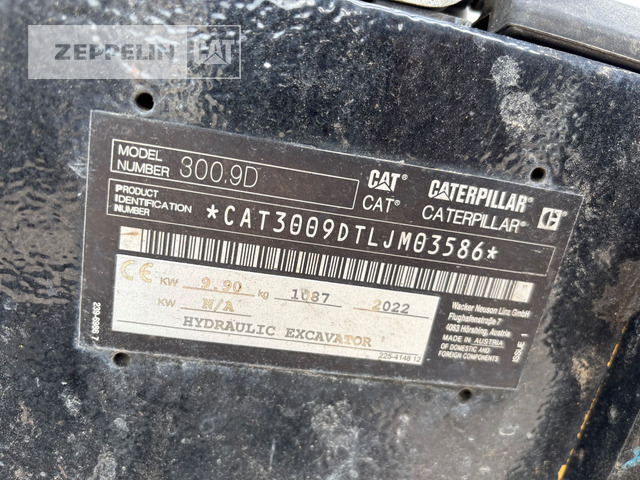 ZEPPELIN CAT
MODEL NUMBER 300.9D
CAT® CATERPILLAR®
CAT® CATERPILLAR®
PRODUCT IDENTIFICATION NUMBER *CAT3009DTLJM03586*
CE KW 9.90 kg 1087 2022
KW N/A
HYDRAULIC EXCAVATOR
225-4148 12
Wacker Neuson Linz GmbH
Flughafenstraße 7
4063 Hörsching, Austria
MADE IN AUSTRIA
OF DOMESTIC AND
FOREIGN COMPONENTS
ISSUE 1